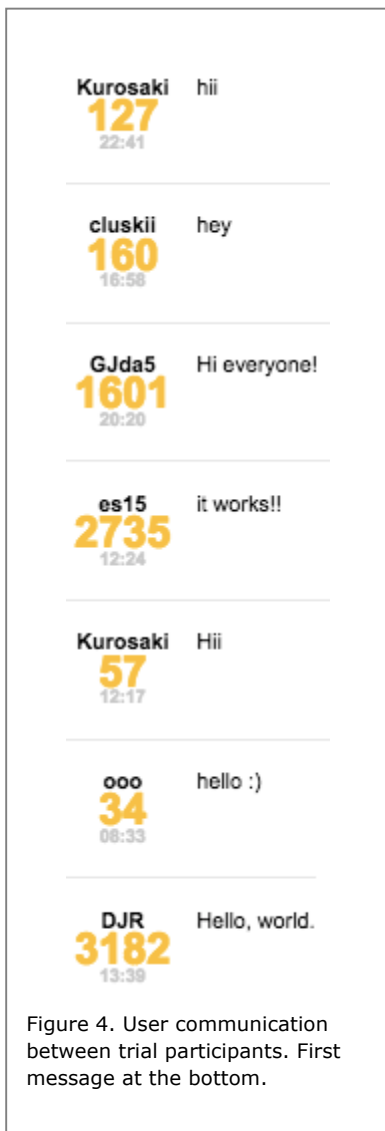 Kurosaki hii
127
22:41
cluskii hey
160
16:58
GJda5 Hi everyone!
1601
20:20
es15 it works!!
2735
12:24
Kurosaki Hii
57
12:17
ooo hello :)
34
08:33
DJR Hello, world.
3182
13:39
Figure 4. User communication
between trial participants. First
message at the bottom.